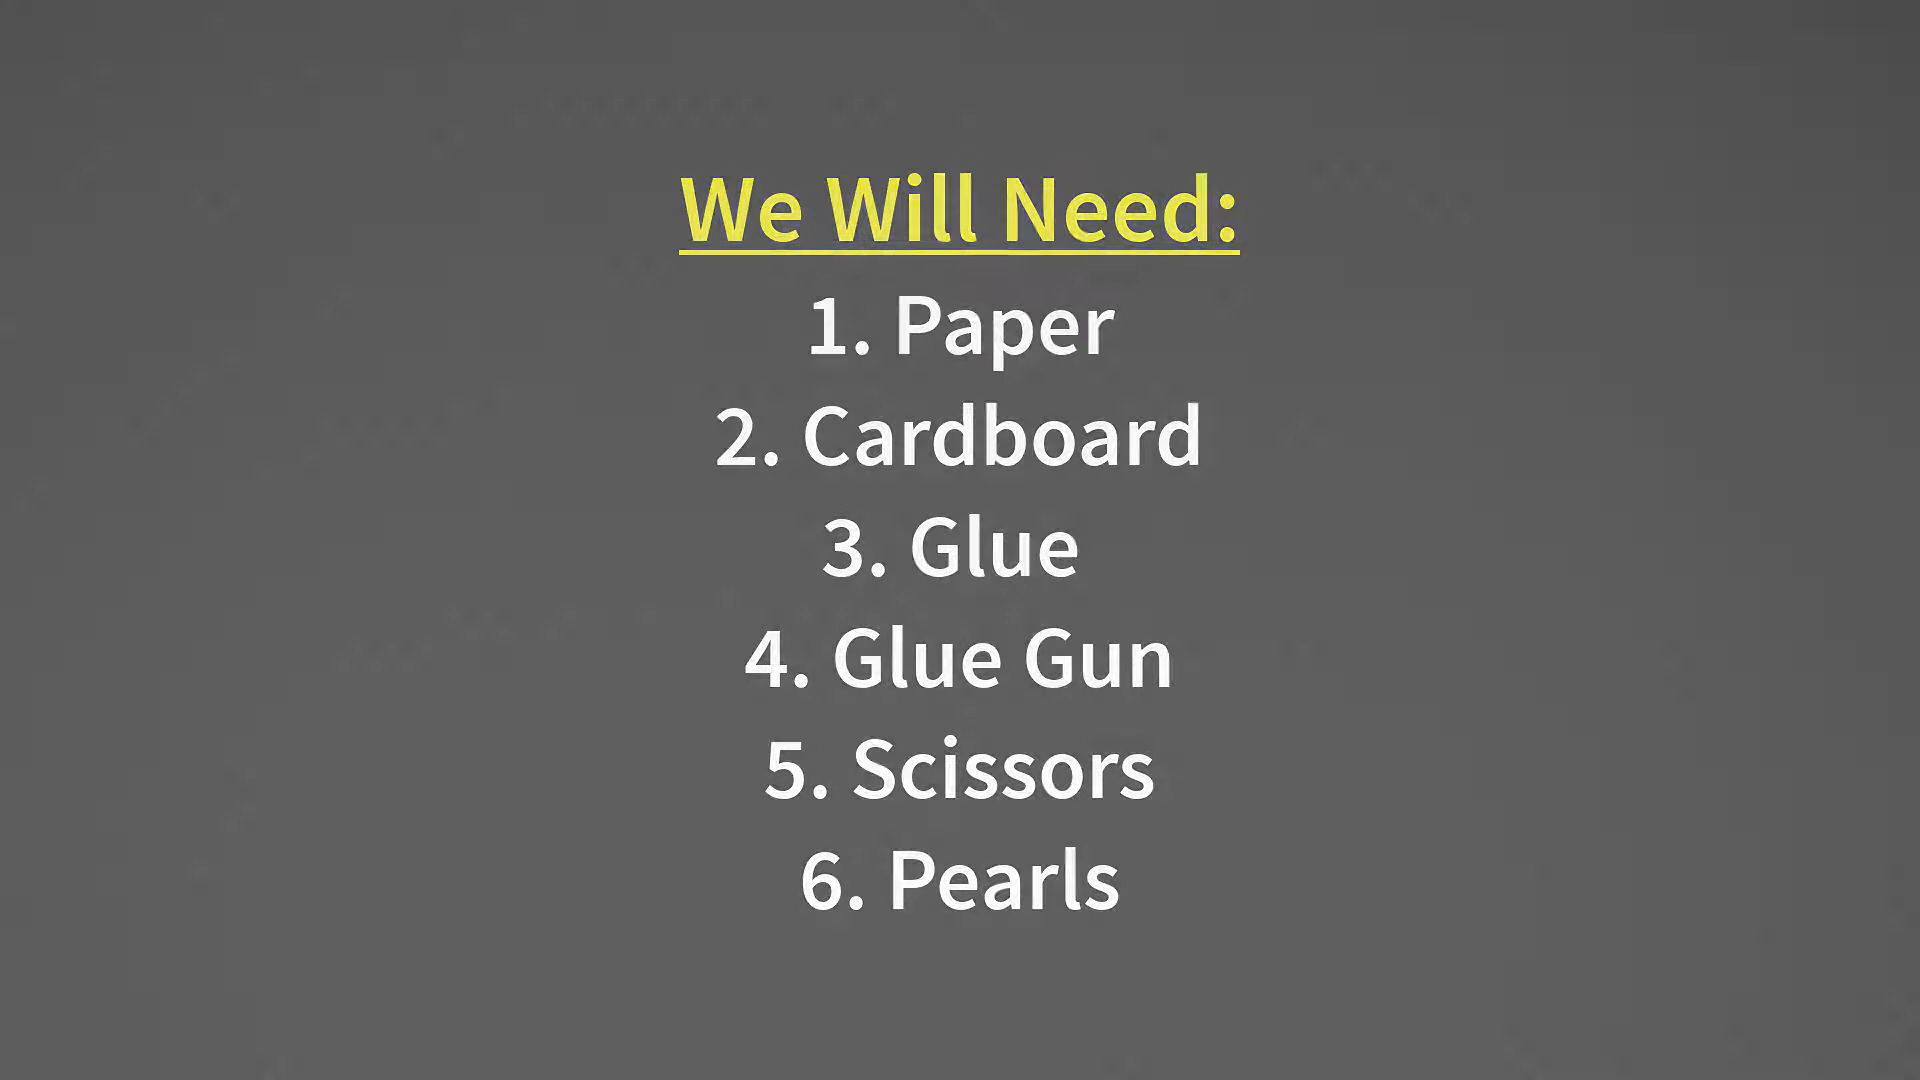 We Will Need:
1. Paper
2. Cardboard
3. Glue
4. Glue Gun
5. Scissors
6. Pearls